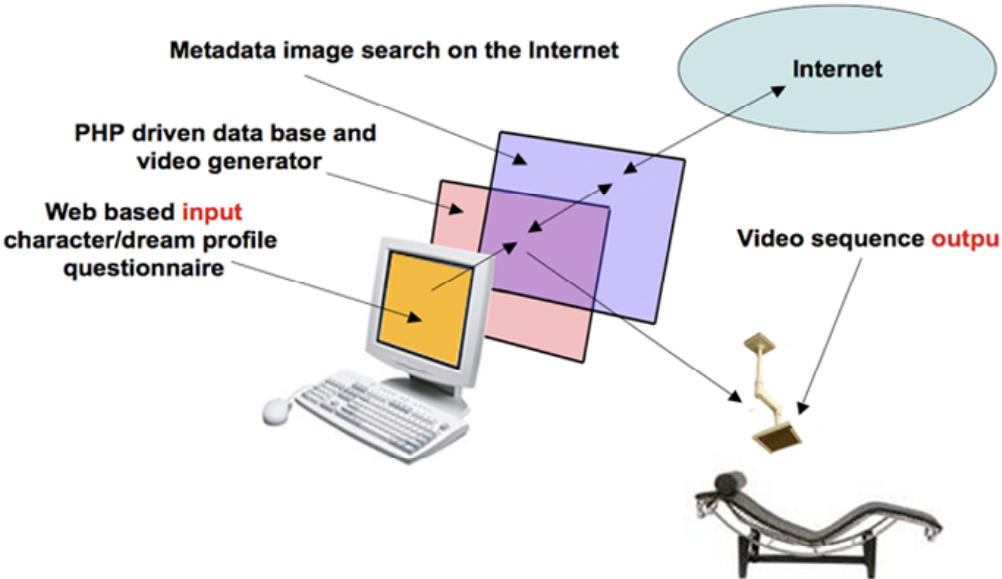 Metadata image search on the Internet
Internet
PHP driven data base and
video generator
Web based input
character/dream profile
questionnaire
Video sequence outpu